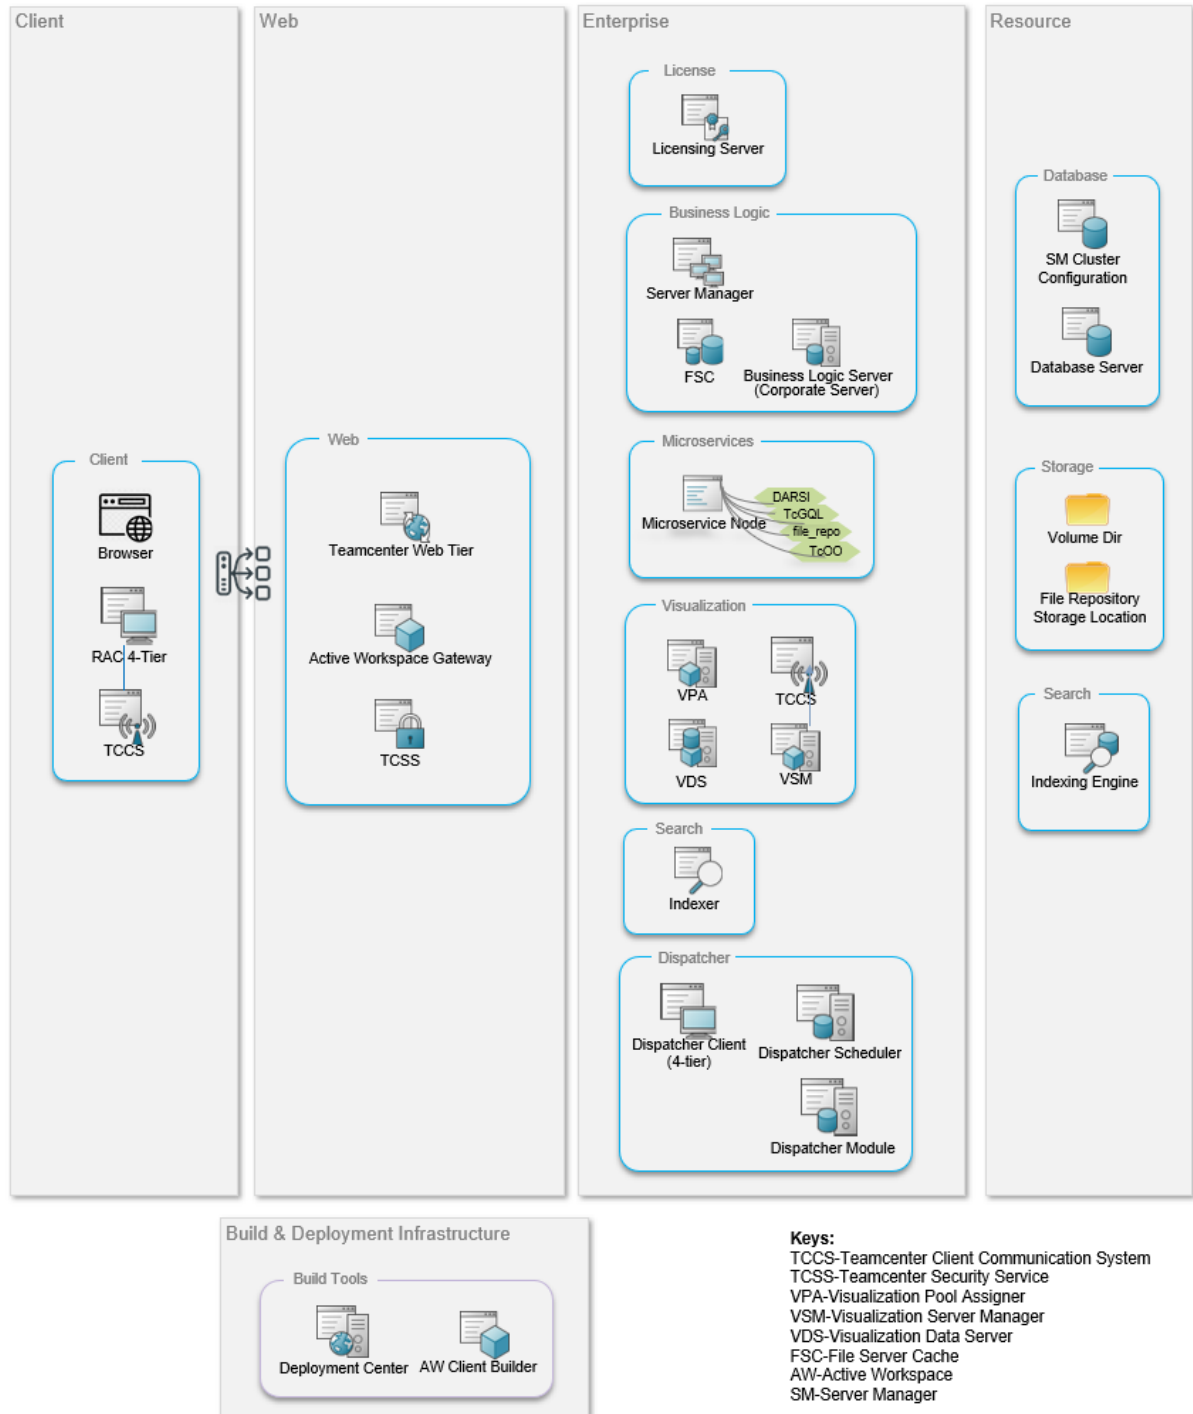 Client
Client
Browser
RAC 4-Tier
TCCS
Web
Web
Teamcenter Web Tier
Active Workspace Gateway
TCSS
Enterprise
License
Licensing Server
Business Logic
Server Manager
FSC
Business Logic Server
(Corporate Server)
Microservices
Microservice Node
DARSI
TcGQL
file_repo
TcOO
Visualization
VPA
TCCS
VDS
VSM
Search
Indexer
Dispatcher
Dispatcher Client
(4-tier)
Dispatcher Scheduler
Dispatcher Module
Resource
Database
SM Cluster
Configuration
Database Server
Storage
Volume Dir
File Repository
Storage Location
Search
Indexing Engine
Build & Deployment Infrastructure
Build Tools
Deployment Center
AW Client Builder
Keys:
TCCS-Teamcenter Client Communication System
TCSS-Teamcenter Security Service
VPA-Visualization Pool Assigner
VSM-Visualization Server Manager
VDS-Visualization Data Server
FSC-File Server Cache
AW-Active Workspace
SM-Server Manager